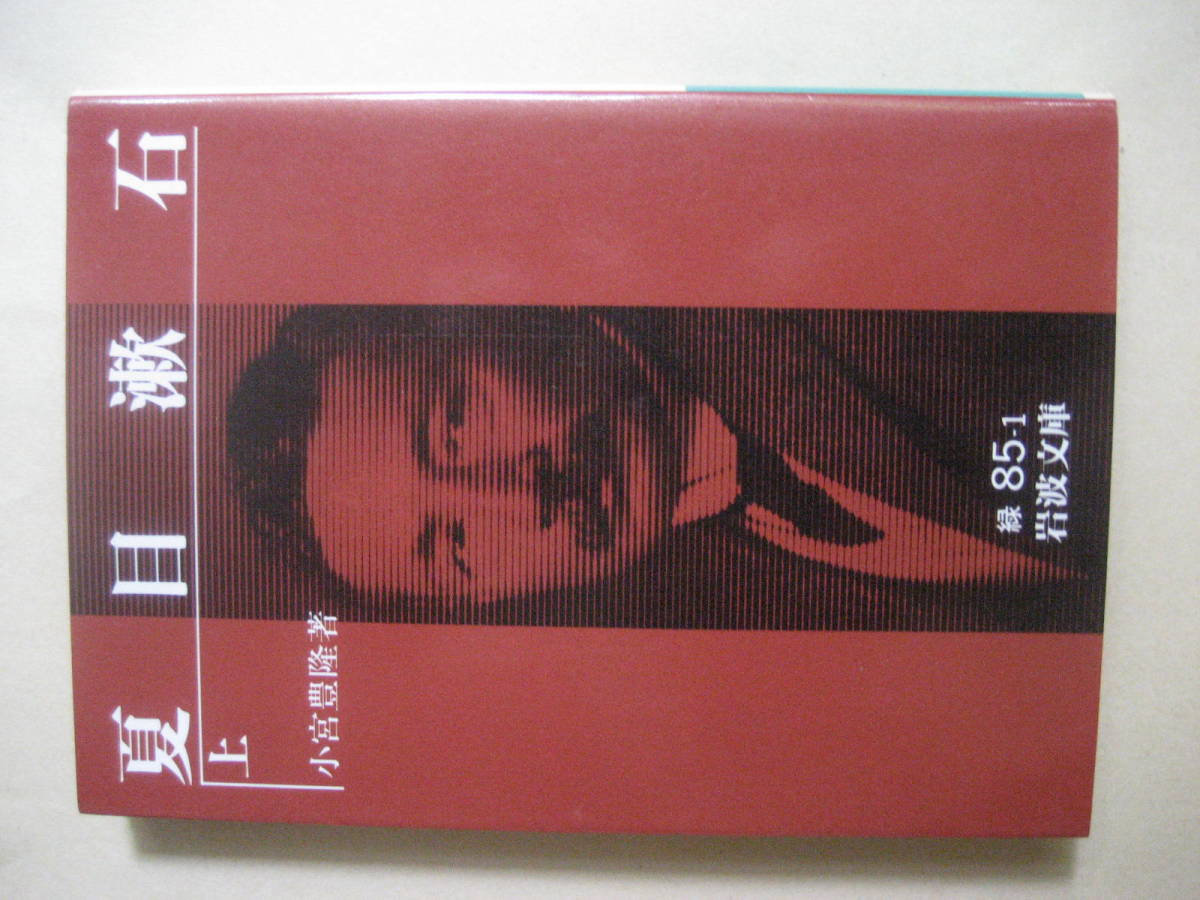 夏目漱石
上
小宮豊隆著
緑 85-1
岩波文庫